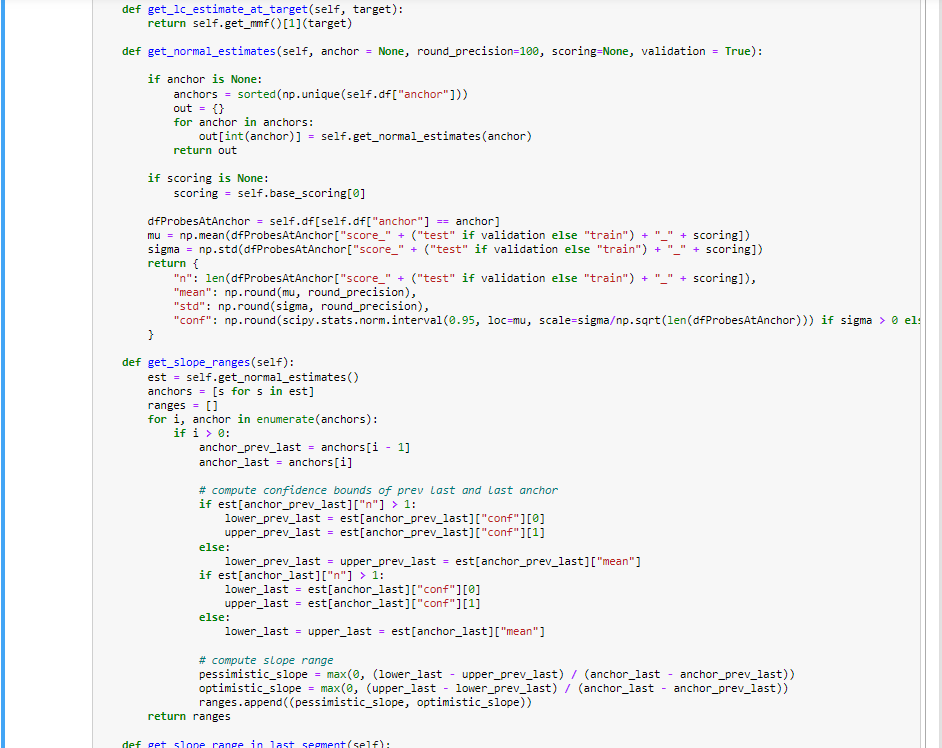 def get_lc_estimate_at_target(self, target):
    return self.get_mmf()[1](target)
def get_normal_estimates(self, anchor = None, round_precision=100, scoring=None, validation = True):
    if anchor is None:
        anchors = sorted(np.unique(self.df["anchor"]))
        out = {}
        for anchor in anchors:
            out[int(anchor)] = self.get_normal_estimates(anchor)
        return out
    if scoring is None:
        scoring = self.base_scoring[0]
    dfProbesAtAnchor = self.df[self.df["anchor"] == anchor]
    mu = np.mean(dfProbesAtAnchor["score_" + ("test" if validation else "train") + "_" + scoring])
    sigma = np.std(dfProbesAtAnchor["score_" + ("test" if validation else "train") + "_" + scoring])
    return {
        "n": len(dfProbesAtAnchor["score_" + ("test" if validation else "train") + "_" + scoring]),
        "mean": np.round(mu, round_precision),
        "std": np.round(sigma, round_precision),
        "conf": np.round(scipy.stats.norm.interval(0.95, loc=mu, scale=sigma/np.sqrt(len(dfProbesAtAnchor))) if sigma > 0 els
    }
def get_slope_ranges(self):
    est = self.get_normal_estimates()
    anchors = [s for s in est]
    ranges = []
    for i, anchor in enumerate(anchors):
        if i > 0:
            anchor_prev_last = anchors[i - 1]
            anchor_last = anchors[i]
            # compute confidence bounds of prev last and last anchor
            if est[anchor_prev_last]["n"] > 1:
                lower_prev_last = est[anchor_prev_last]["conf"][0]
                upper_prev_last = est[anchor_prev_last]["conf"][1]
            else:
                lower_prev_last = upper_prev_last = est[anchor_prev_last]["mean"]
            if est[anchor_last]["n"] > 1:
                lower_last = est[anchor_last]["conf"][0]
                upper_last = est[anchor_last]["conf"][1]
            else:
                lower_last = upper_last = est[anchor_last]["mean"]
            # compute slope range
            pessimistic_slope = max(0, (lower_last - upper_prev_last) / (anchor_last - anchor_prev_last))
            optimistic_slope = max(0, (upper_last - lower_prev_last) / (anchor_last - anchor_prev_last))
            ranges.append((pessimistic_slope, optimistic_slope))
    return ranges
def get_slope_range_in_last_segment(self):